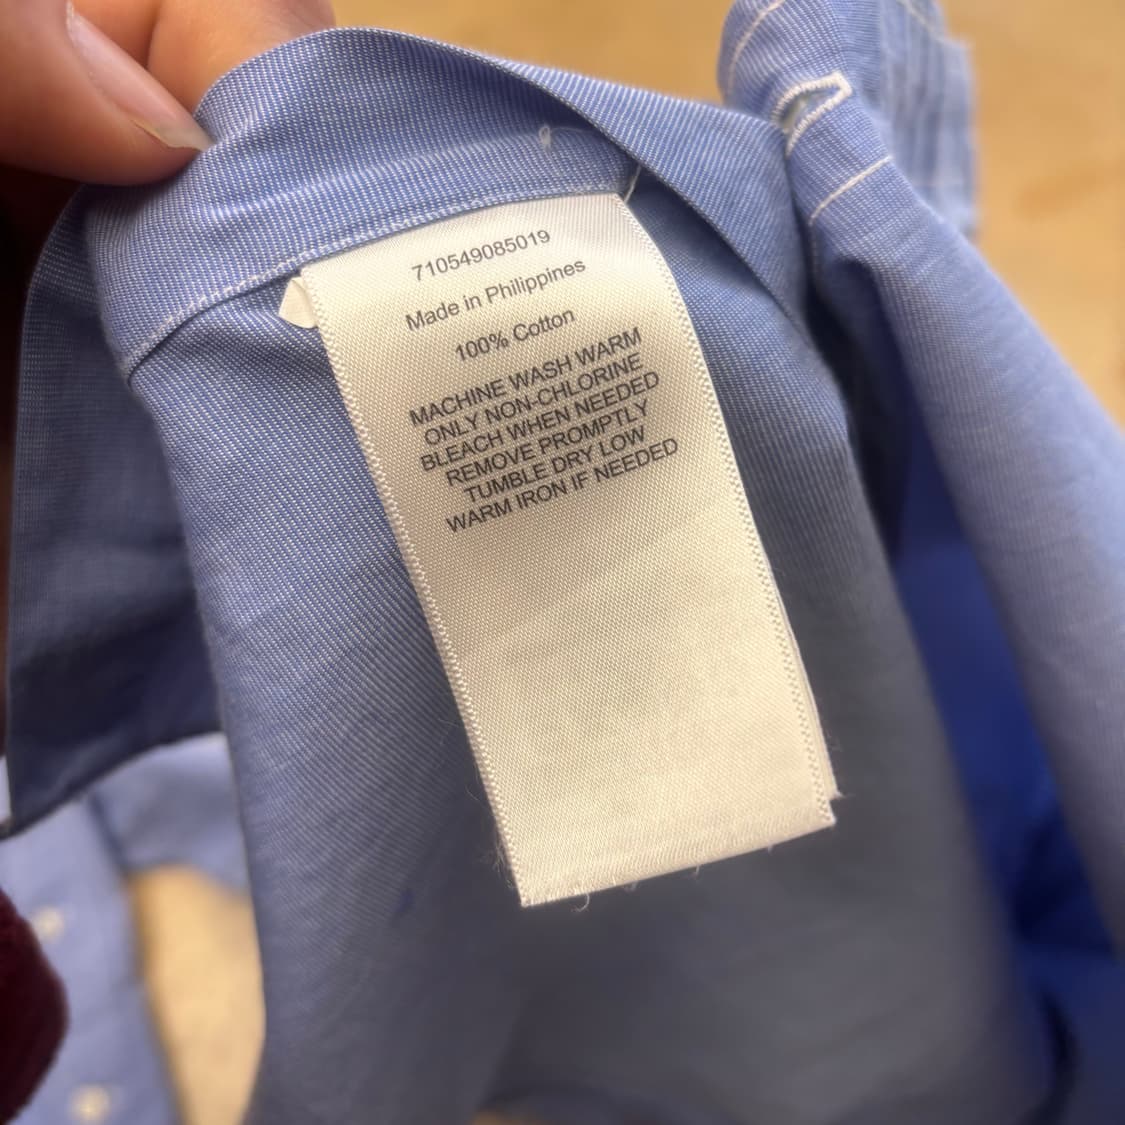 710549085019
Made in Philippines
100% Cotton
MACHINE WASH WARM
ONLY NON-CHLORINE
BLEACH WHEN NEEDED
REMOVE PROMPTLY
TUMBLE DRY LOW
WARM IRON IF NEEDED